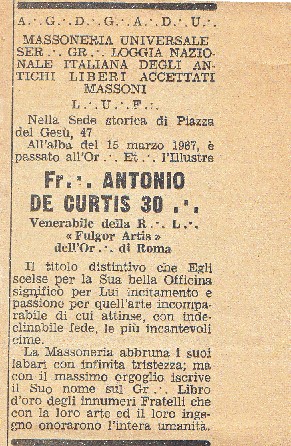 A.·. G.·. D.·. G.·. A.·. D.·. U.·.
MASSONERIA UNIVERSALE
SER .·. GR .·. LOGGIA NAZIO-
NALE ITALIANA DEGLI AN-
TICHI LIBERI ACCETTATI
MASSONI
L .·. U .·. F .·.
Nella Sede storica di Piazza
del Gesù, 47
All'alba del 15 marzo 1967, è
passato all'Or .·. Et .·. l'Illustre
Fr .·. ANTONIO
DE CURTIS 30 .·.
Venerabile della R .·. L .·.
« Fulgor Artis »
dell'Or .·. di Roma
Il titolo distintivo che Egli
scelse per la Sua bella Officina
significò per Lui incitamento e
passione per quell'arte incompa-
rabile di cui attinse, con inde-
clinabile fede, le più incantevoli
cime.
La Massoneria abbruna i suoi
labari con infinita tristezza; ma
con il massimo orgoglio iscrive
il Suo nome sul Gr .·. Libro
d'oro degli innumeri Fratelli che
con la loro arte ed il loro inge-
gno onorarono l'intera umanità.